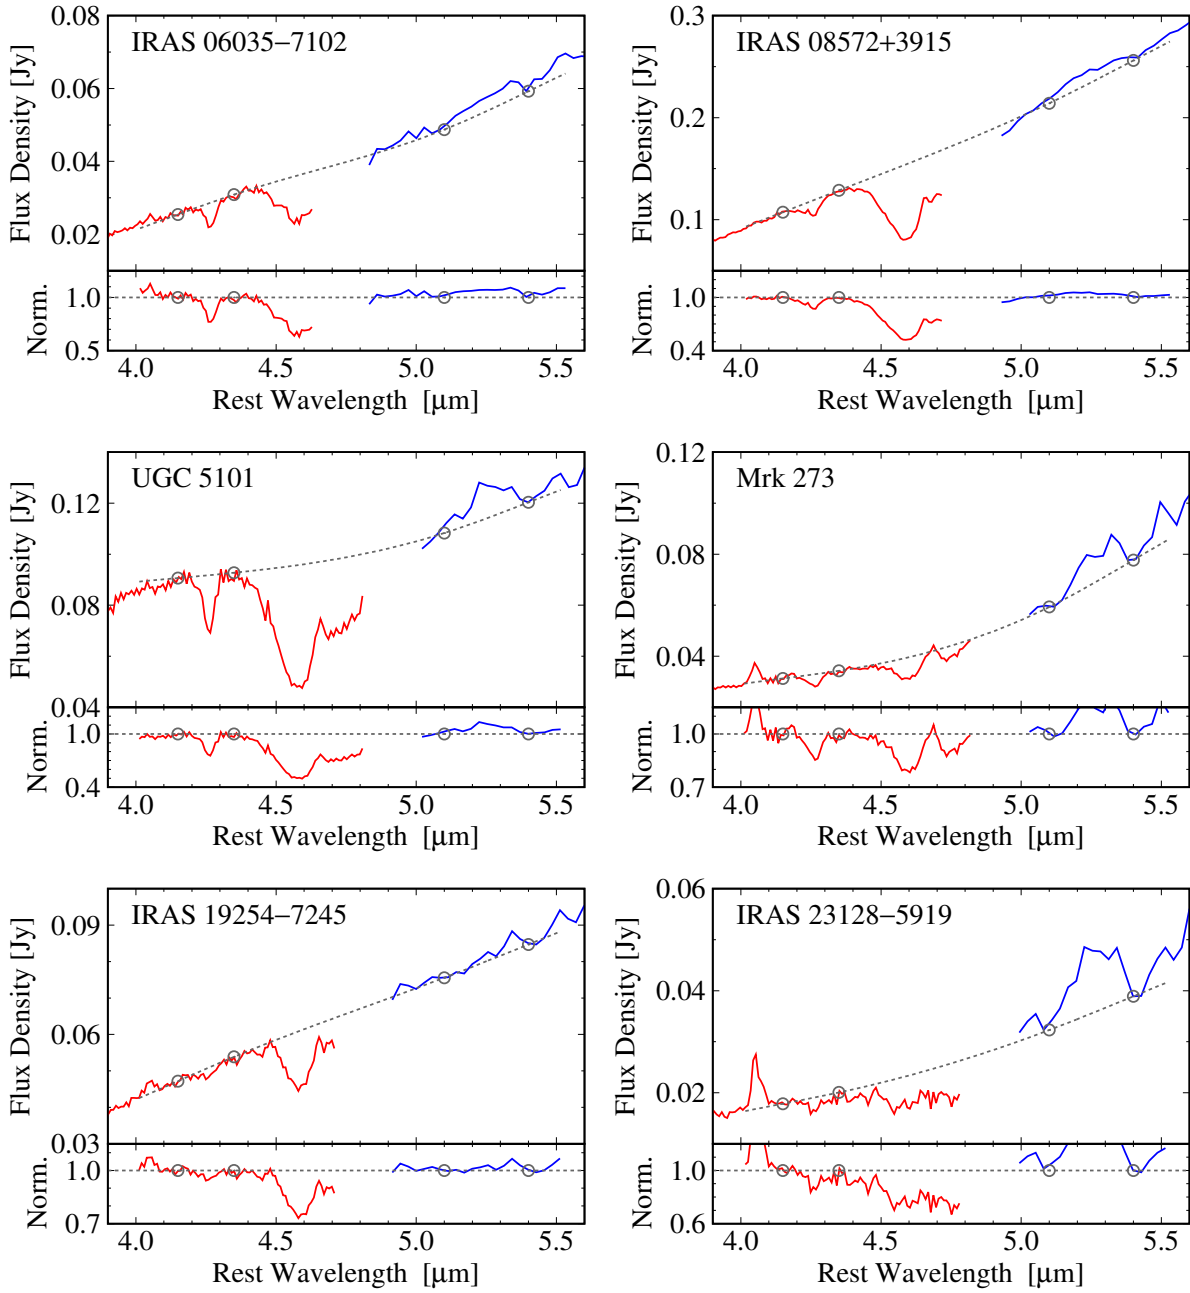 IRAS 06035−7102
Flux Density [Jy]
0.08
0.06
0.04
0.02
Norm.
1.0
0.5
4.0 4.5 5.0 5.5
Rest Wavelength [μm]
IRAS 08572+3915
Flux Density [Jy]
0.3
0.2
0.1
Norm.
1.0
0.4
4.0 4.5 5.0 5.5
Rest Wavelength [μm]
UGC 5101
Flux Density [Jy]
0.12
0.08
0.04
Norm.
1.0
0.4
4.0 4.5 5.0 5.5
Rest Wavelength [μm]
Mrk 273
Flux Density [Jy]
0.12
0.08
0.04
Norm.
1.0
0.7
4.0 4.5 5.0 5.5
Rest Wavelength [μm]
IRAS 19254−7245
Flux Density [Jy]
0.09
0.06
0.03
Norm.
1.0
0.7
4.0 4.5 5.0 5.5
Rest Wavelength [μm]
IRAS 23128−5919
Flux Density [Jy]
0.06
0.04
0.02
Norm.
1.0
0.6
4.0 4.5 5.0 5.5
Rest Wavelength [μm]